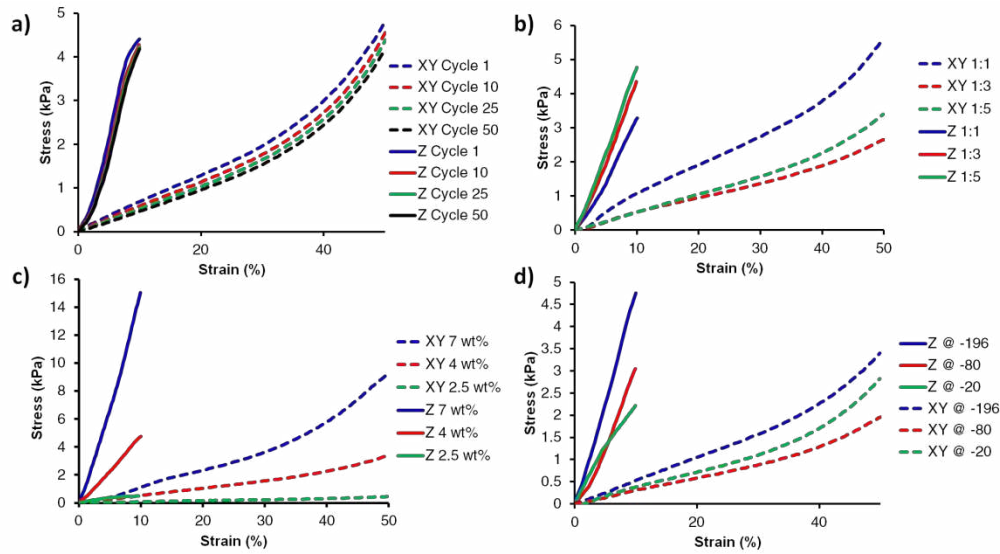 a)
Stress (kPa)
5
4
3
2
1
0
0
20
40
Strain (%)
XY Cycle 1
XY Cycle 10
XY Cycle 25
XY Cycle 50
Z Cycle 1
Z Cycle 10
Z Cycle 25
Z Cycle 50
b)
Stress (kPa)
6
5
4
3
2
1
0
0
10
20
30
40
50
Strain (%)
XY 1:1
XY 1:3
XY 1:5
Z 1:1
Z 1:3
Z 1:5
c)
Stress (kPa)
16
14
12
10
8
6
4
2
0
0
10
20
30
40
50
Strain (%)
XY 7 wt%
XY 4 wt%
XY 2.5 wt%
Z 7 wt%
Z 4 wt%
Z 2.5 wt%
d)
Stress (kPa)
5
4.5
4
3.5
3
2.5
2
1.5
1
0.5
0
0
20
40
Strain (%)
Z @ -196
Z @ -80
Z @ -20
XY @ -196
XY @ -80
XY @ -20